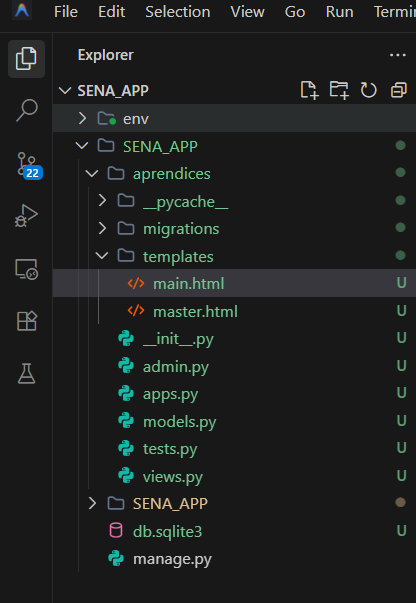 File Edit Selection View Go Run Termin
Explorer
SENA_APP
env
SENA_APP
aprendices
__pycache__
migrations
templates
main.html U
master.html U
__init__.py U
admin.py U
apps.py U
models.py U
tests.py U
views.py U
SENA_APP
db.sqlite3
manage.py
22